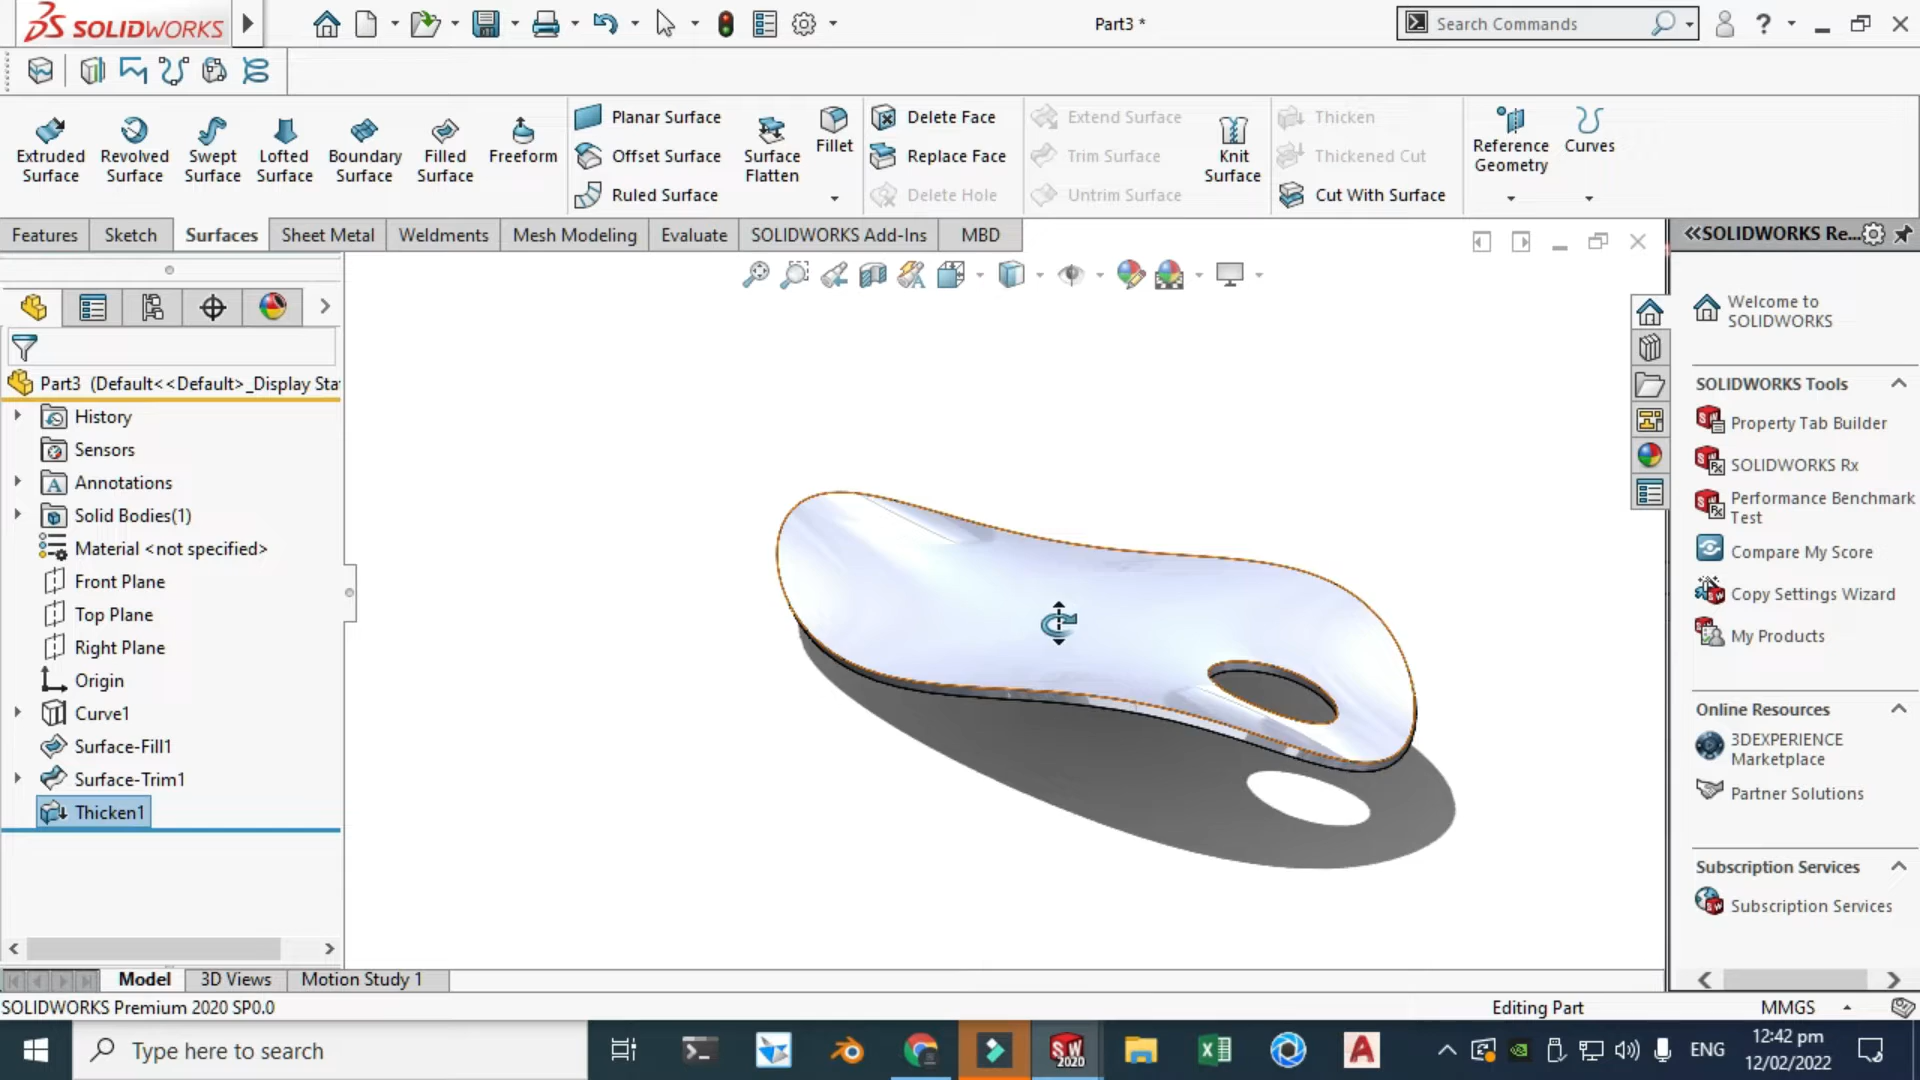 SOLIDWORKS
Part3 *
Search Commands
Extruded Surface
Revolved Surface
Swept Surface
Lofted Surface
Boundary Surface
Filled Surface
Freeform
Planar Surface
Offset Surface
Ruled Surface
Surface Flatten
Fillet
Delete Face
Replace Face
Delete Hole
Extend Surface
Trim Surface
Untrim Surface
Knit Surface
Thicken
Thickened Cut
Cut With Surface
Reference Geometry
Curves
Features
Sketch
Surfaces
Sheet Metal
Weldments
Mesh Modeling
Evaluate
SOLIDWORKS Add-Ins
MBD
SOLIDWORKS Re...
Part3 (Default<<Default>_Display Sta
History
Sensors
Annotations
Solid Bodies(1)
Material <not specified>
Front Plane
Top Plane
Right Plane
Origin
Curve1
Surface-Fill1
Surface-Trim1
Thicken1
Welcome to
SOLIDWORKS
SOLIDWORKS Tools
Property Tab Builder
SOLIDWORKS Rx
Performance Benchmark
Test
Compare My Score
Copy Settings Wizard
My Products
Online Resources
3DEXPERIENCE
Marketplace
Partner Solutions
Subscription Services
Subscription Services
Model
3D Views
Motion Study 1
SOLIDWORKS Premium 2020 SP0.0
Editing Part
MMGS
Type here to search
SW
2020
ENG
12:42 pm
12/02/2022